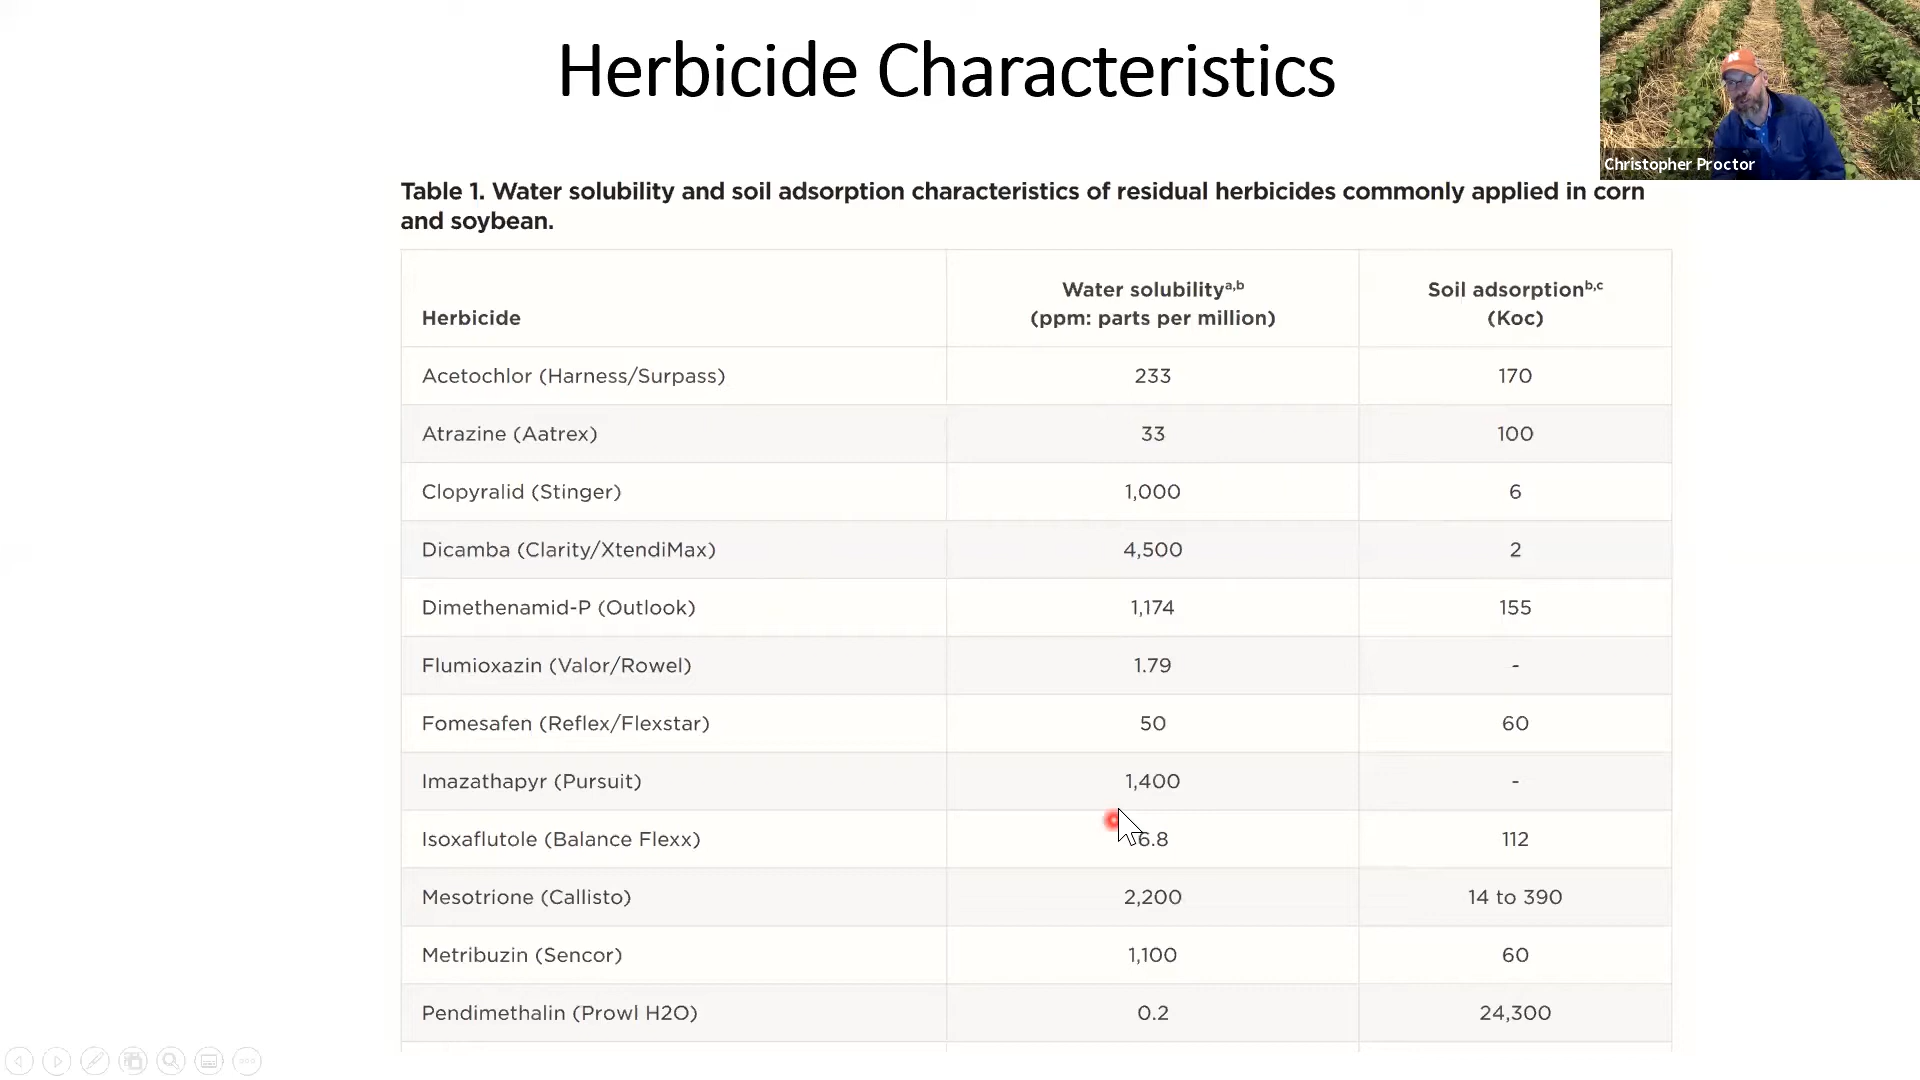 Herbicide Characteristics
Christopher Proctor
Table 1. Water solubility and soil adsorption characteristics of residual herbicides commonly applied in corn
and soybean.
Herbicide
Water solubilitya,b
(ppm: parts per million)
Soil adsorptionb,c
(Koc)
Acetochlor (Harness/Surpass) 233 170
Atrazine (Aatrex) 33 100
Clopyralid (Stinger) 1,000 6
Dicamba (Clarity/XtendiMax) 4,500 2
Dimethenamid-P (Outlook) 1,174 155
Flumioxazin (Valor/Rowel) 1.79 -
Fomesafen (Reflex/Flexstar) 50 60
Imazathapyr (Pursuit) 1,400 -
Isoxaflutole (Balance Flexx) 6.8 112
Mesotrione (Callisto) 2,200 14 to 390
Metribuzin (Sencor) 1,100 60
Pendimethalin (Prowl H2O) 0.2 24,300